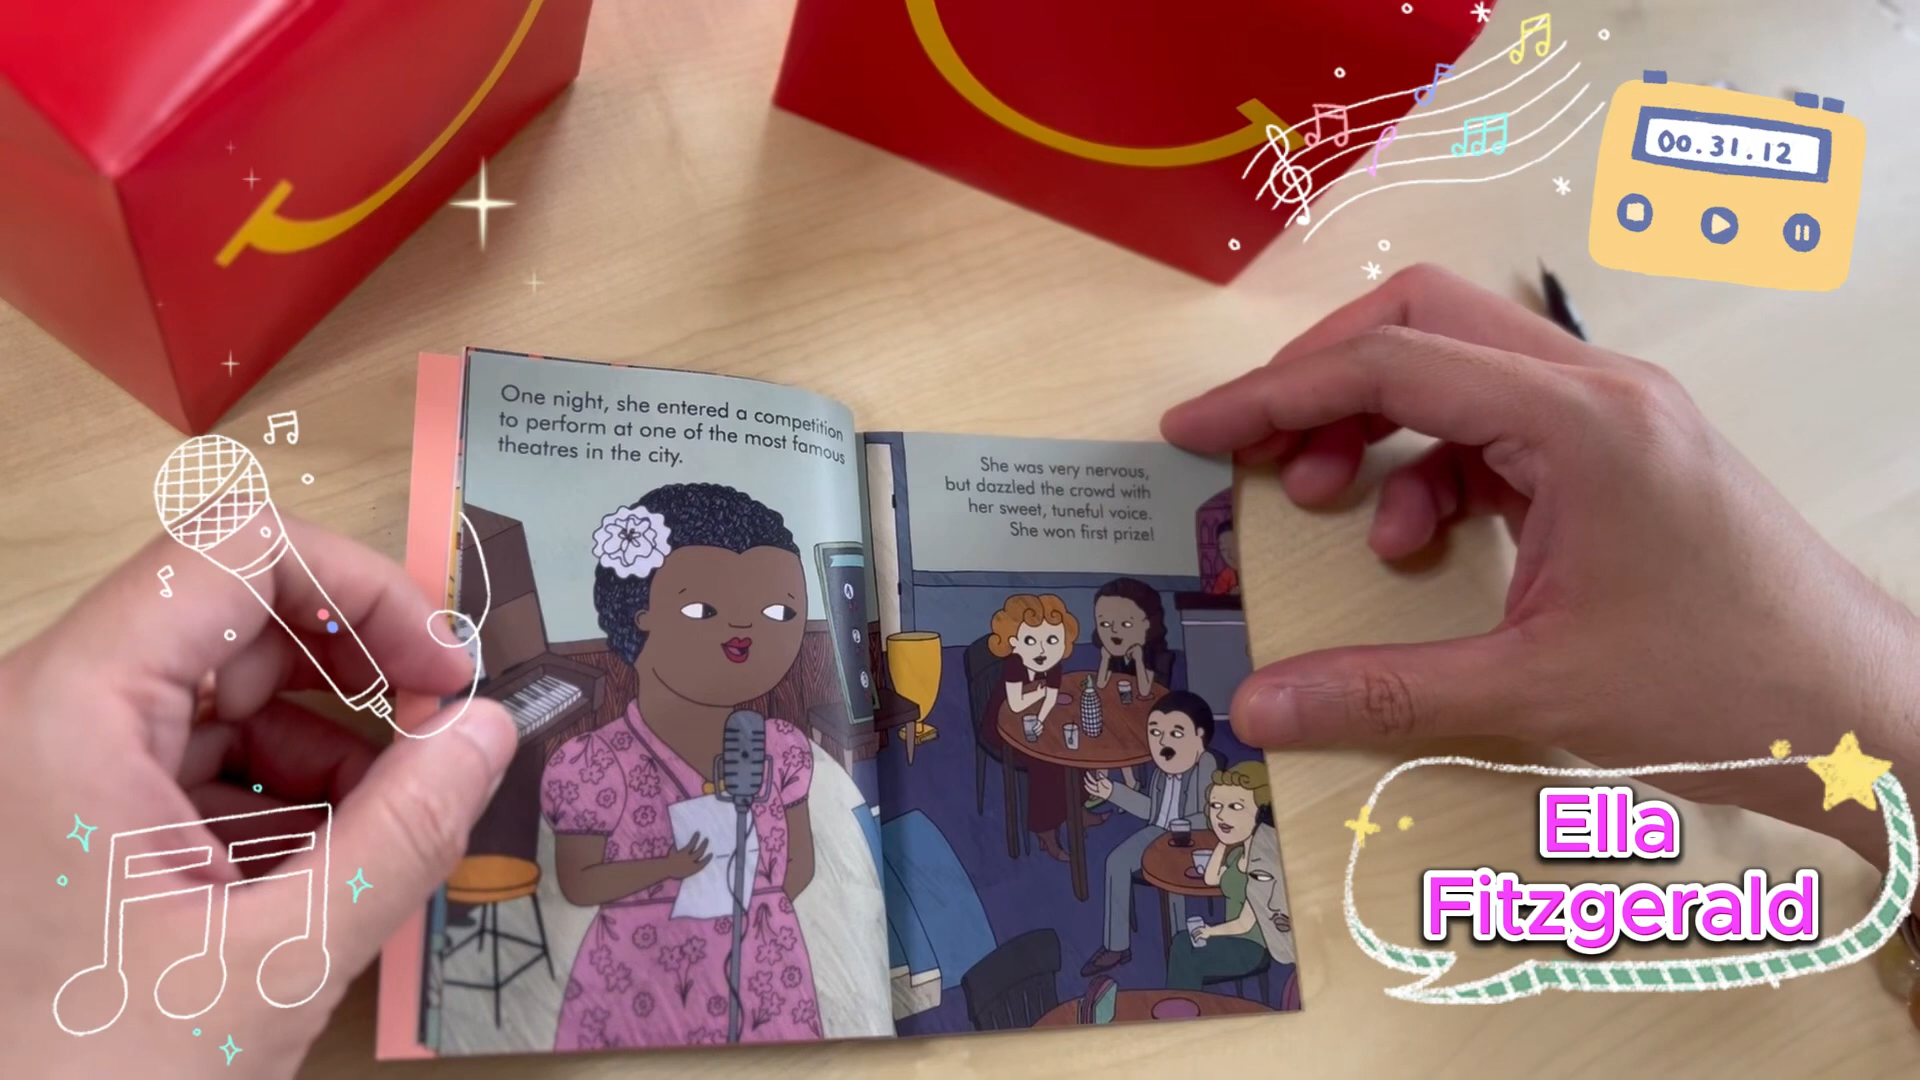 00.31.12
One night, she entered a competition
to perform at one of the most famous
theatres in the city.
She was very nervous,
but dazzled the crowd with
her sweet, tuneful voice.
She won first prize!
Ella
Fitzgerald